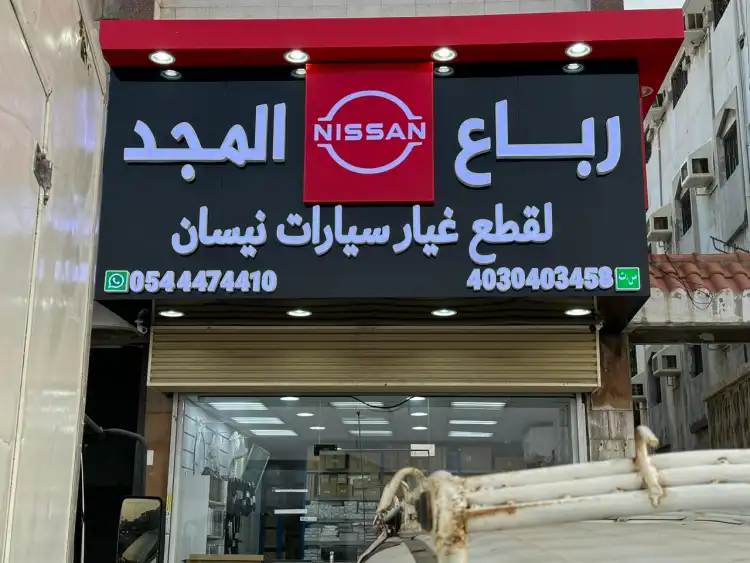 رباع NISSAN المجد
لقطع غيار سيارات نيسان
0544474410
4030403458 س.ت